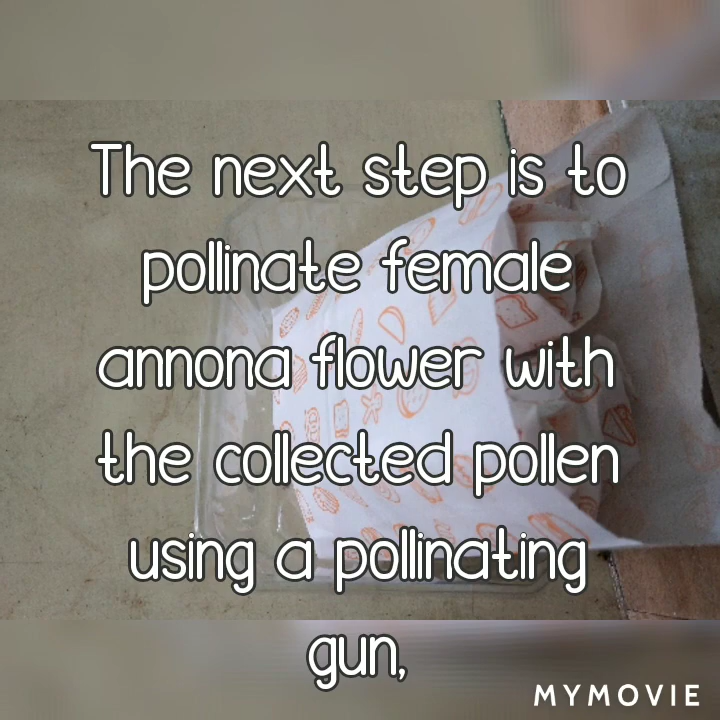 The next step is to
pollinate female
annona flower with
the collected pollen
using a pollinating
gun,
MYMOVIE